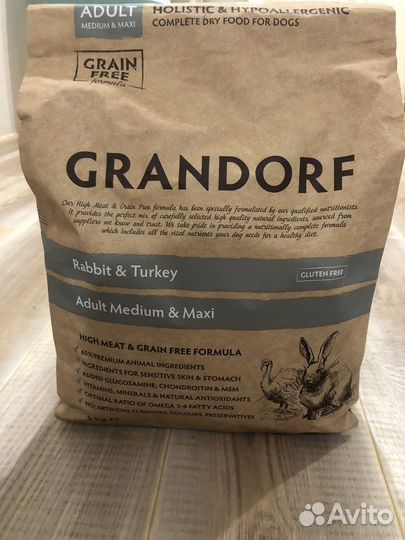 ADULT
MEDIUM & MAXI
HOLISTIC & HYPOALLERGENIC
COMPLETE DRY FOOD FOR DOGS
GRAIN
FREE
formula
GRANDORF
Our High Meat & Grain Free formula has been specially formulated by our qualified nutritionists.
It provides the perfect mix of carefully selected high quality natural ingredients, sourced from
suppliers we know and trust. We take pride in providing a nutritionally complete formula
which includes all the vital nutrients your dog needs for a healthy diet.
Rabbit & Turkey
GLUTEN FREE
Adult Medium & Maxi
HIGH MEAT & GRAIN FREE FORMULA
65% PREMIUM ANIMAL INGREDIENTS
INGREDIENTS FOR SENSITIVE SKIN & STOMACH
ADDED GLUCOSAMINE, CHONDROITIN & MSM
VITAMINS, MINERALS & NATURAL ANTIOXIDANTS
OPTIMAL RATIO OF OMEGA 3-6 FATTY ACIDS
NO ARTIFICIAL FLAVOURS, COLOURS, PRESERVATIVES
Avito